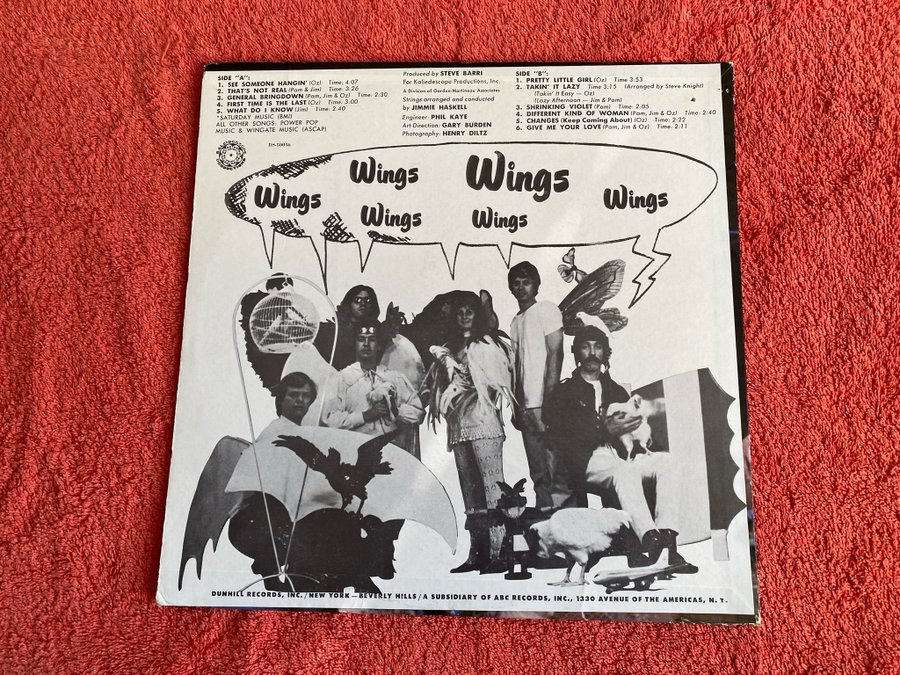 SIDE "A":
1. SEE SOMEONE HANGIN' (Oz) Time: 4:07
2. THAT'S NOT REAL (Pam & Jim) Time: 3:26
3. GENERAL BRINGDOWN (Pam, Jim & Oz) Time: 2:30
4. FIRST TIME IS THE LAST (Oz) Time: 3:00
5. WHAT DO I KNOW (Jim) Time: 2:40
*SATURDAY MUSIC (BMI)
ALL OTHER SONGS: POWER POP
MUSIC & WINGATE MUSIC (ASCAP)
Produced by STEVE BARRI
For Kaliedescope Productions, Inc.
A Division of Garden-Martineau Associates
Strings arranged and conducted
by JIMMIE HASKELL
Engineer: PHIL KAYE
Art Direction: GARY BURDEN
Photography: HENRY DILTZ
SIDE "B":
1. PRETTY LITTLE GIRL (Oz) Time 3:53
2. TAKIN' IT LAZY Time 3:15 (Arranged by Steve Knight)
(Takin' It Easy — Oz)
(Lazy Afternoon — Jim & Pam)
3. SHRINKING VIOLET (Pam) Time: 2:05
4. DIFFERENT KIND OF WOMAN (Pam, Jim & Oz) Time: 2:40
5. CHANGES (Keep Coming About) (Oz) Time: 2:22
6. GIVE ME YOUR LOVE (Pam, Jim & Oz) Time: 2:11
Wings
Wings
Wings
Wings
Wings
Wings
DUNHILL RECORDS, INC. / NEW YORK — BEVERLY HILLS / A SUBSIDIARY OF ABC RECORDS, INC., 1330 AVENUE OF THE AMERICAS, N. Y.